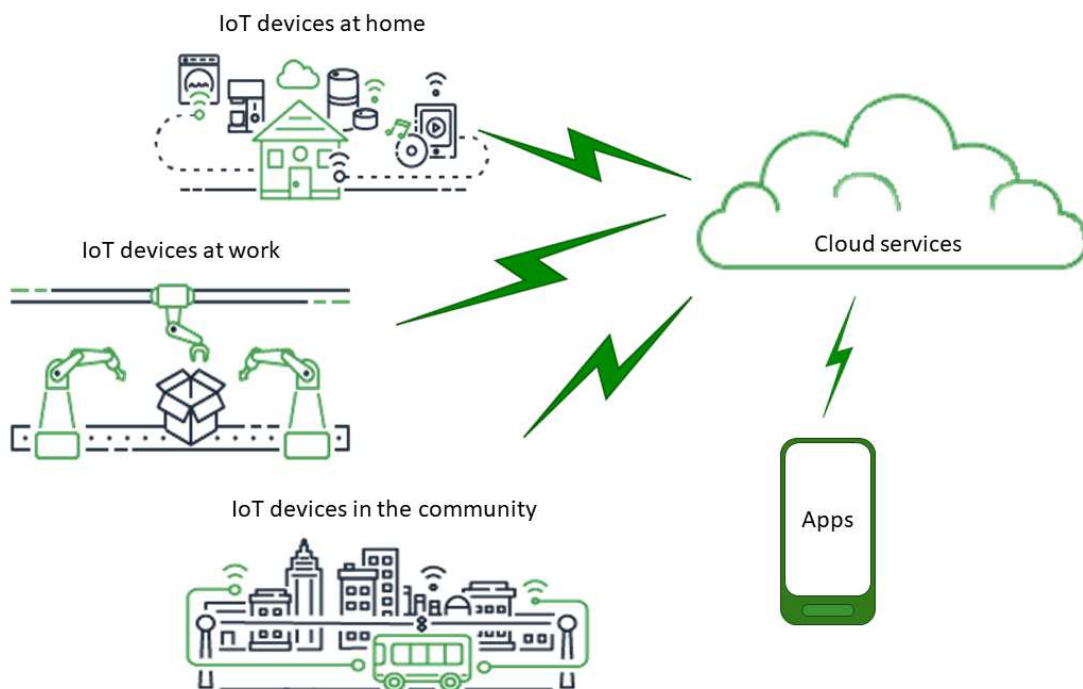 IoT devices at home
Cloud services
IoT devices at work
Apps
IoT devices in the community